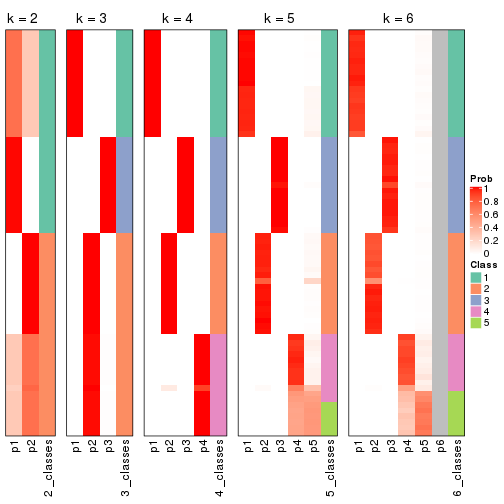 k = 2
k = 3
k = 4
k = 5
k = 6
p1
p2
2_classes
p1
p2
p3
3_classes
p1
p2
p3
p4
4_classes
p1
p2
p3
p4
p5
5_classes
p1
p2
p3
p4
p5
p6
6_classes
Prob
1
0.8
0.6
0.4
0.2
0
Class
1
2
3
4
5